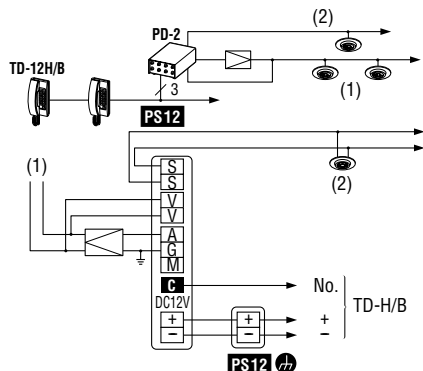 PD-2
(2)
TD-12H/B
3
(1)
PS12
(1)
S
S
(2)
V
V
A
G
M
C
No.
DC12V
TD-H/B
+
+
+
−
−
−
PS12